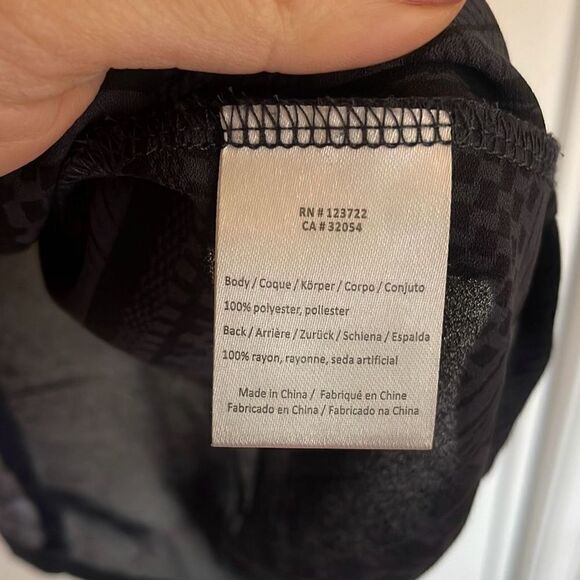 RN # 123722
CA # 32054
Body / Coque / Körper / Corpo / Conjuto
100% polyester, poliester
Back / Arrière / Zurück / Schiena / Espalda
100% rayon, rayonne, seda artificial
Made in China / Fabriqué en Chine
Fabricado en China / Fabricado na China